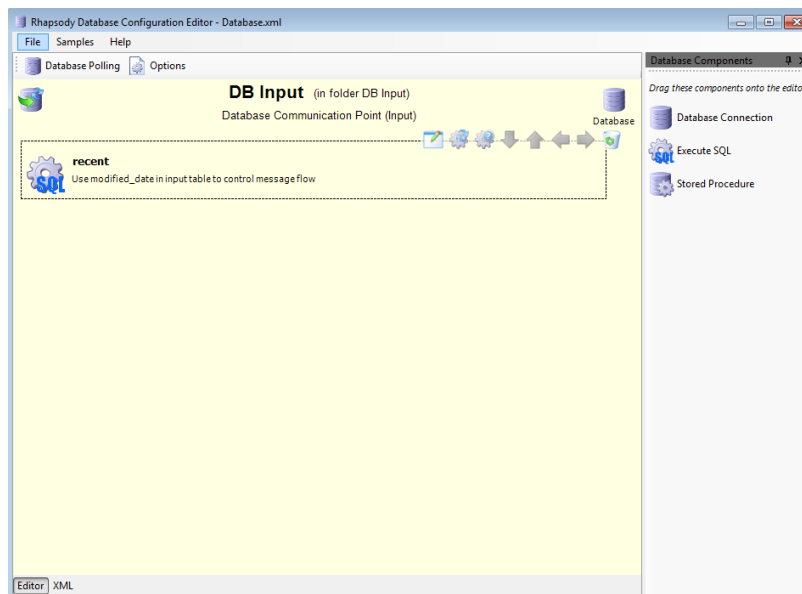 Rhapsody Database Configuration Editor - Database.xml
File Samples Help
Database Polling Options
DB Input (in folder DB Input)
Database Communication Point (Input)
Database
recent
Use modified_date in input table to control message flow
SQL
Editor XML
Database Components
Drag these components onto the edito
Database Connection
Execute SQL
SQL
Stored Procedure